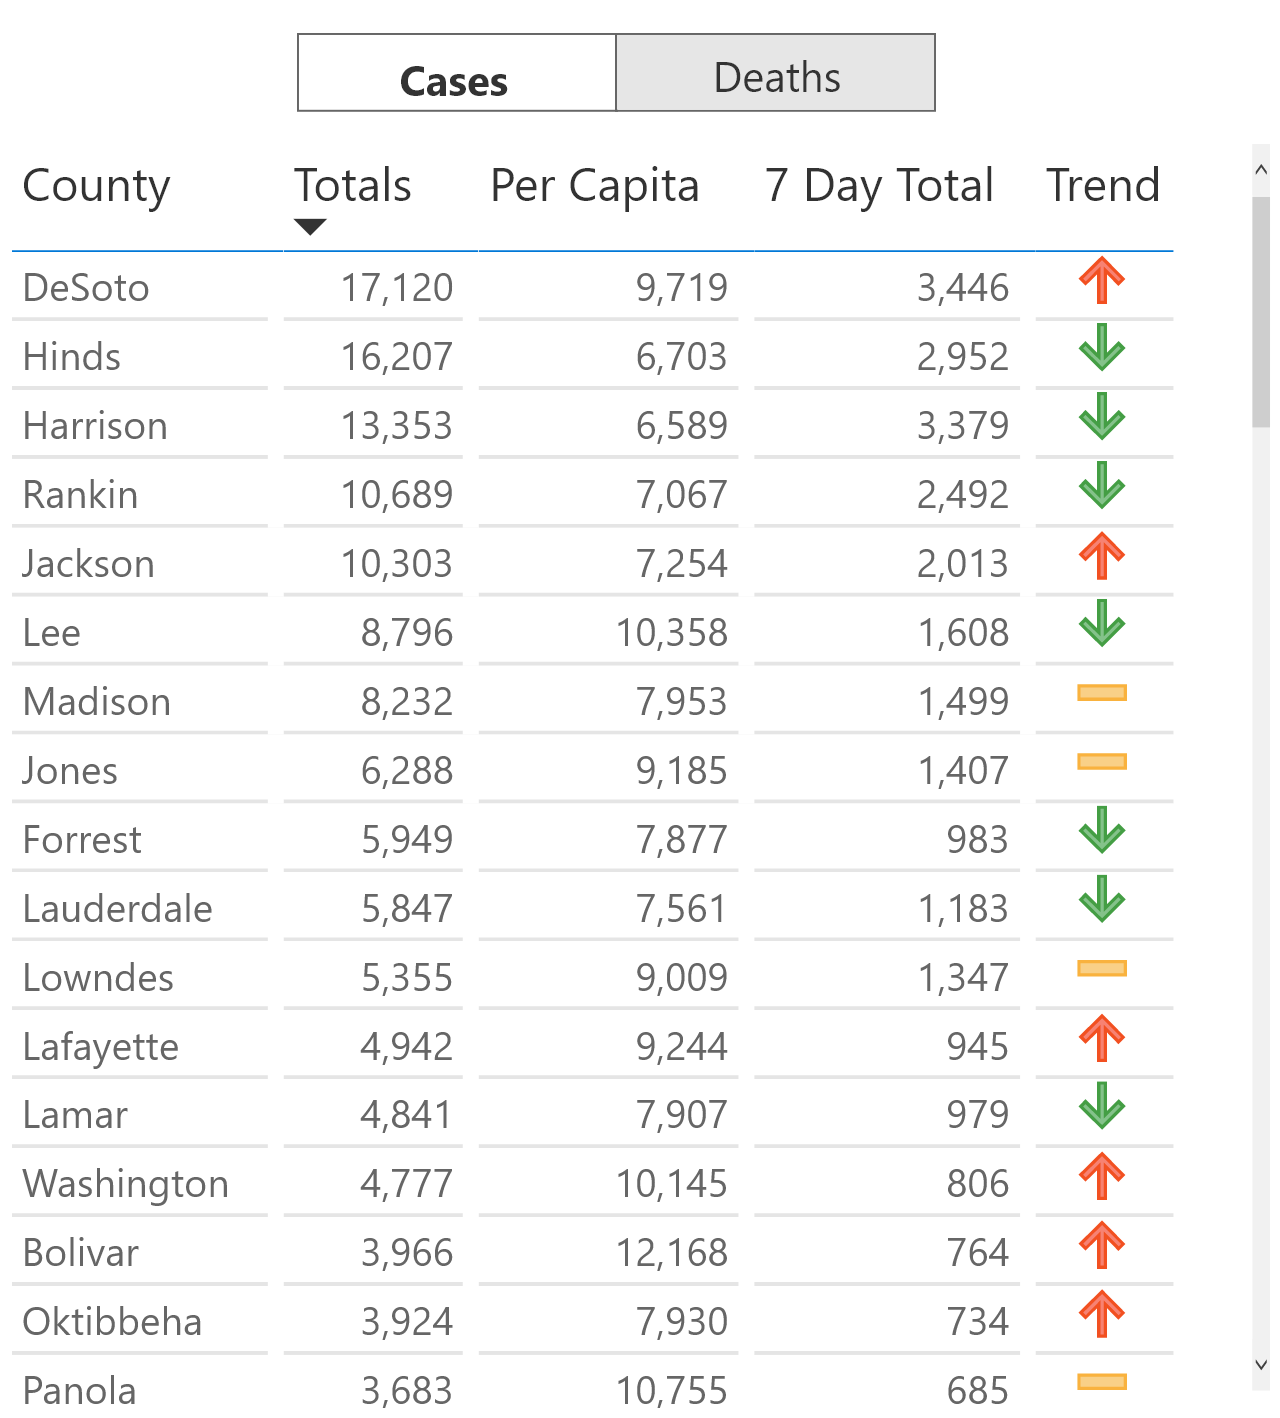 Cases Deaths
County Totals Per Capita 7 Day Total Trend
DeSoto 17,120 9,719 3,446
Hinds 16,207 6,703 2,952
Harrison 13,353 6,589 3,379
Rankin 10,689 7,067 2,492
Jackson 10,303 7,254 2,013
Lee 8,796 10,358 1,608
Madison 8,232 7,953 1,499
Jones 6,288 9,185 1,407
Forrest 5,949 7,877 983
Lauderdale 5,847 7,561 1,183
Lowndes 5,355 9,009 1,347
Lafayette 4,942 9,244 945
Lamar 4,841 7,907 979
Washington 4,777 10,145 806
Bolivar 3,966 12,168 764
Oktibbeha 3,924 7,930 734
Panola 3,683 10,755 685